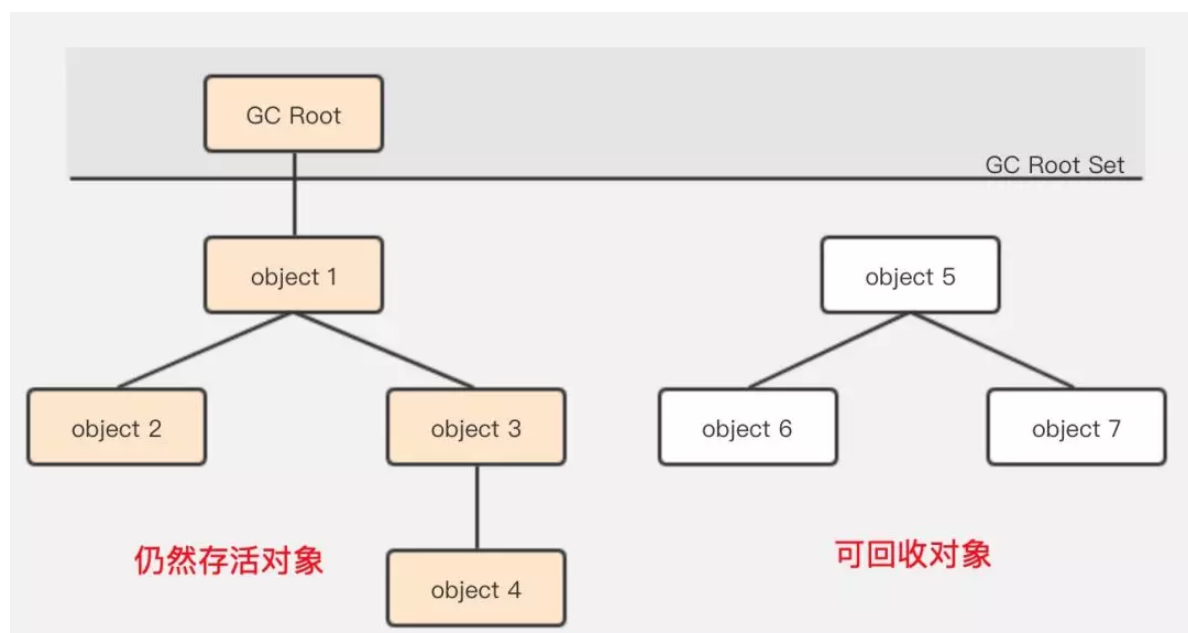 GC Root
GC Root Set
object 1
object 5
object 2
object 3
object 6
object 7
仍然存活对象
可回收对象
object 4